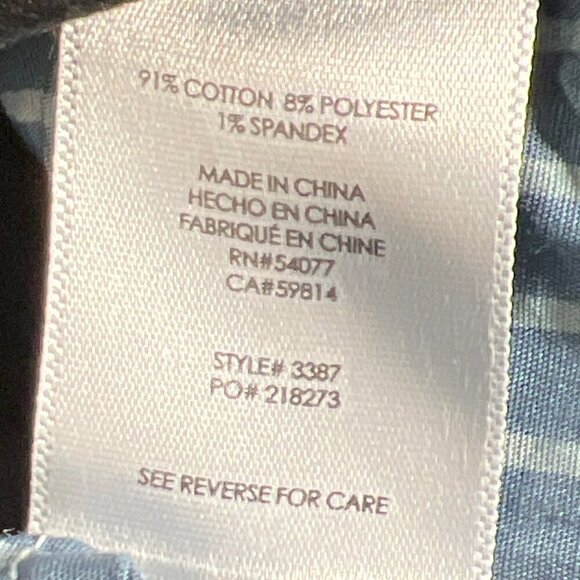 91% COTTON 8% POLYESTER
1% SPANDEX
MADE IN CHINA
HECHO EN CHINA
FABRIQUÉ EN CHINE
RN#54077
CA#59814
STYLE# 3387
PO# 218273
SEE REVERSE FOR CARE